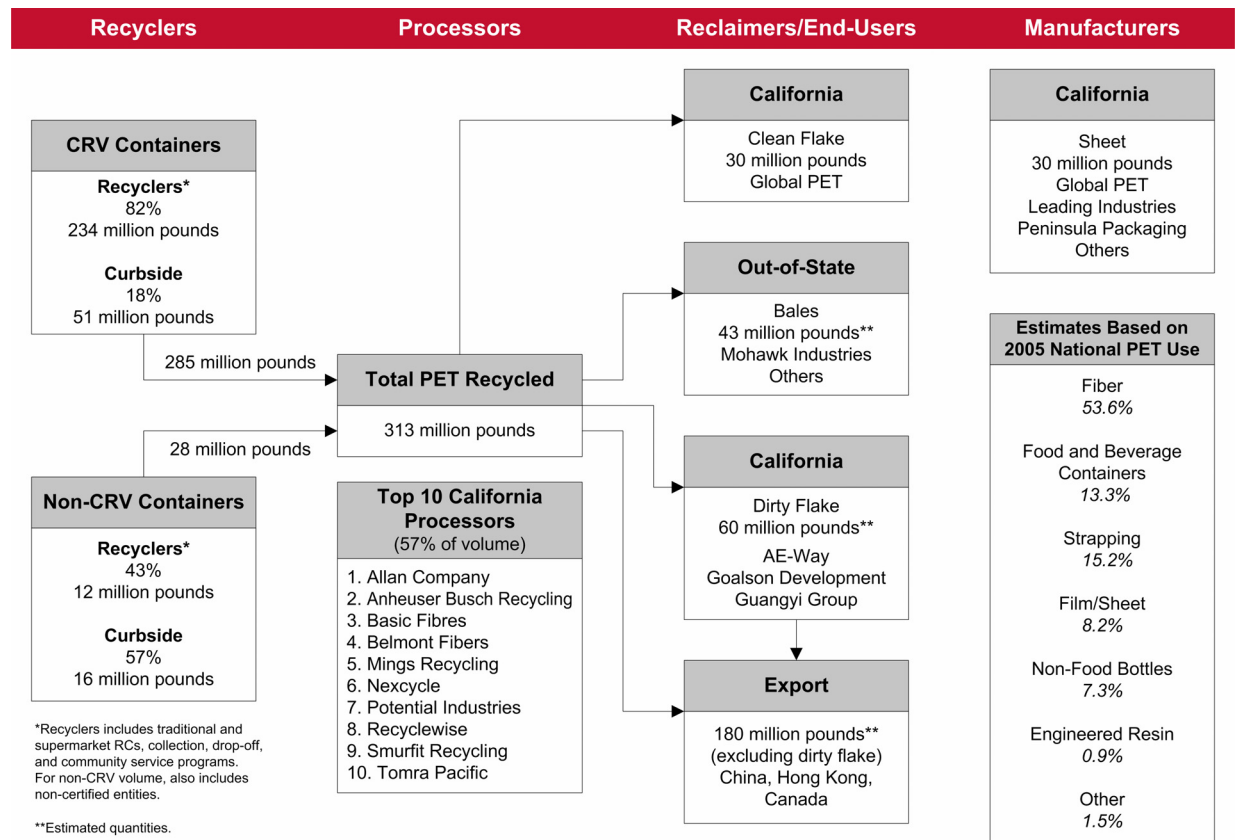 Recyclers
Processors
Reclaimers/End-Users
Manufacturers
CRV Containers
Recyclers*
82%
234 million pounds
Curbside
18%
51 million pounds
285 million pounds
28 million pounds
Non-CRV Containers
Recyclers*
43%
12 million pounds
Curbside
57%
16 million pounds
*Recyclers includes traditional and
supermarket RCs, collection, drop-off,
and community service programs.
For non-CRV volume, also includes
non-certified entities.
**Estimated quantities.
Total PET Recycled
313 million pounds
Top 10 California
Processors
(57% of volume)
1. Allan Company
2. Anheuser Busch Recycling
3. Basic Fibres
4. Belmont Fibers
5. Mings Recycling
6. Nexcycle
7. Potential Industries
8. Recyclewise
9. Smurfit Recycling
10. Tomra Pacific
California
Clean Flake
30 million pounds
Global PET
Out-of-State
Bales
43 million pounds**
Mohawk Industries
Others
California
Dirty Flake
60 million pounds**
AE-Way
Goalson Development
Guangyi Group
Export
180 million pounds**
(excluding dirty flake)
China, Hong Kong,
Canada
California
Sheet
30 million pounds
Global PET
Leading Industries
Peninsula Packaging
Others
Estimates Based on
2005 National PET Use
Fiber
53.6%
Food and Beverage
Containers
13.3%
Strapping
15.2%
Film/Sheet
8.2%
Non-Food Bottles
7.3%
Engineered Resin
0.9%
Other
1.5%